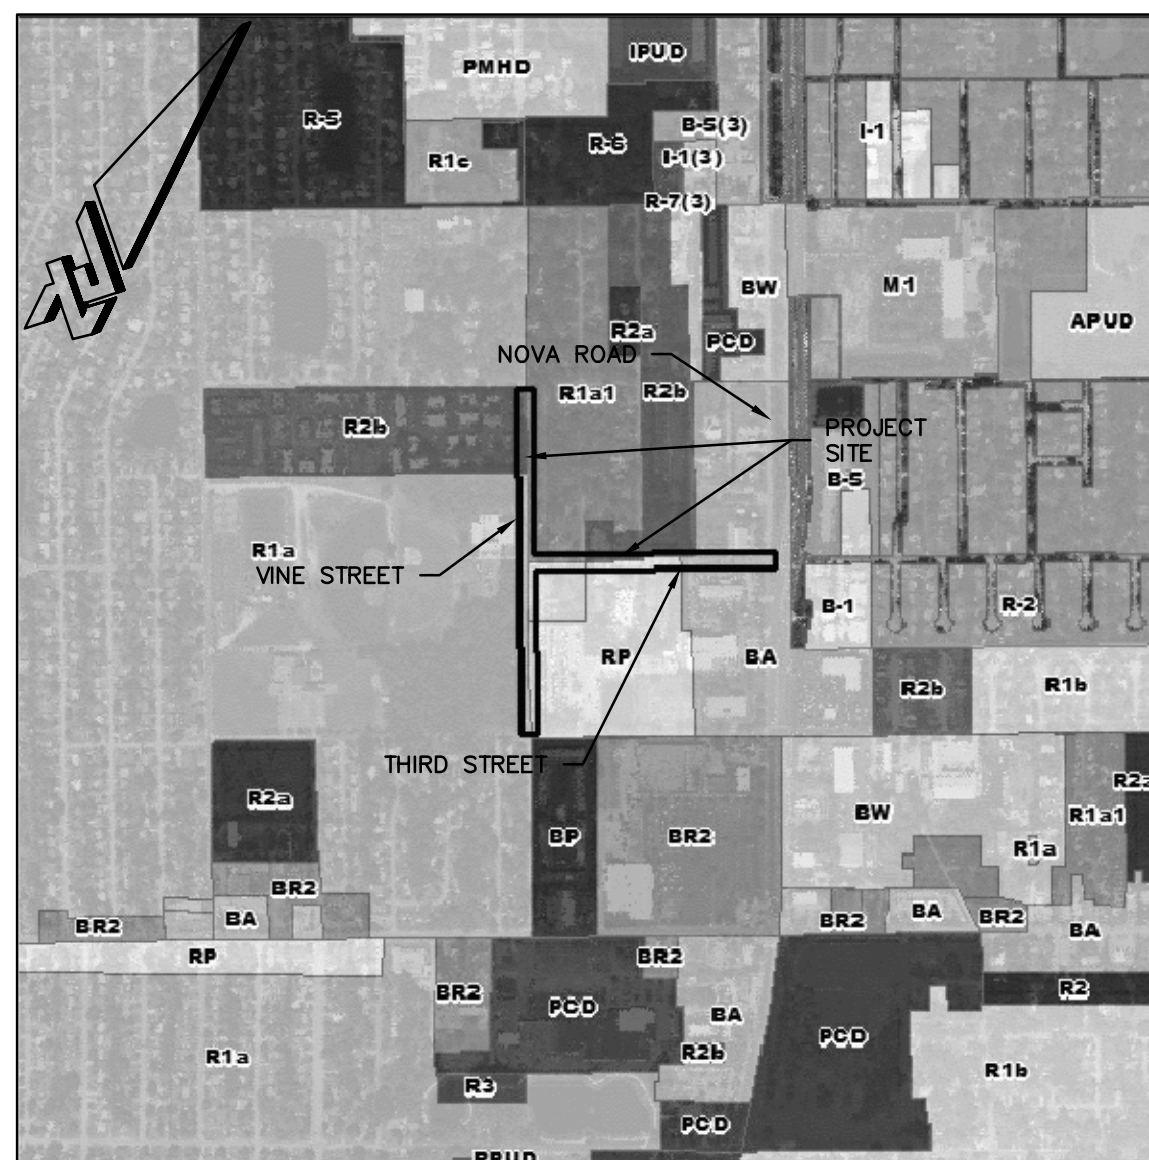 PMHD
IPUD
R-5
R1c
R-6
B-5(3)
I-1(3)
R-7(3)
I-1
BW
M-1
APUD
R2a
PCD
NOVA ROAD
R1a1
R2b
R2b
PROJECT
SITE
B-5
R1a
VINE STREET
B-1
R-2
RP
BA
R2b
R1b
THIRD STREET
R2a
BP
BR2
BW
R1a
R1a1
BR2
BR2
BA
BR2
BA
BR2
BA
RP
BR2
BR2
PCD
BA
R2b
PCD
R2
R1a
R3
R1b
PCD